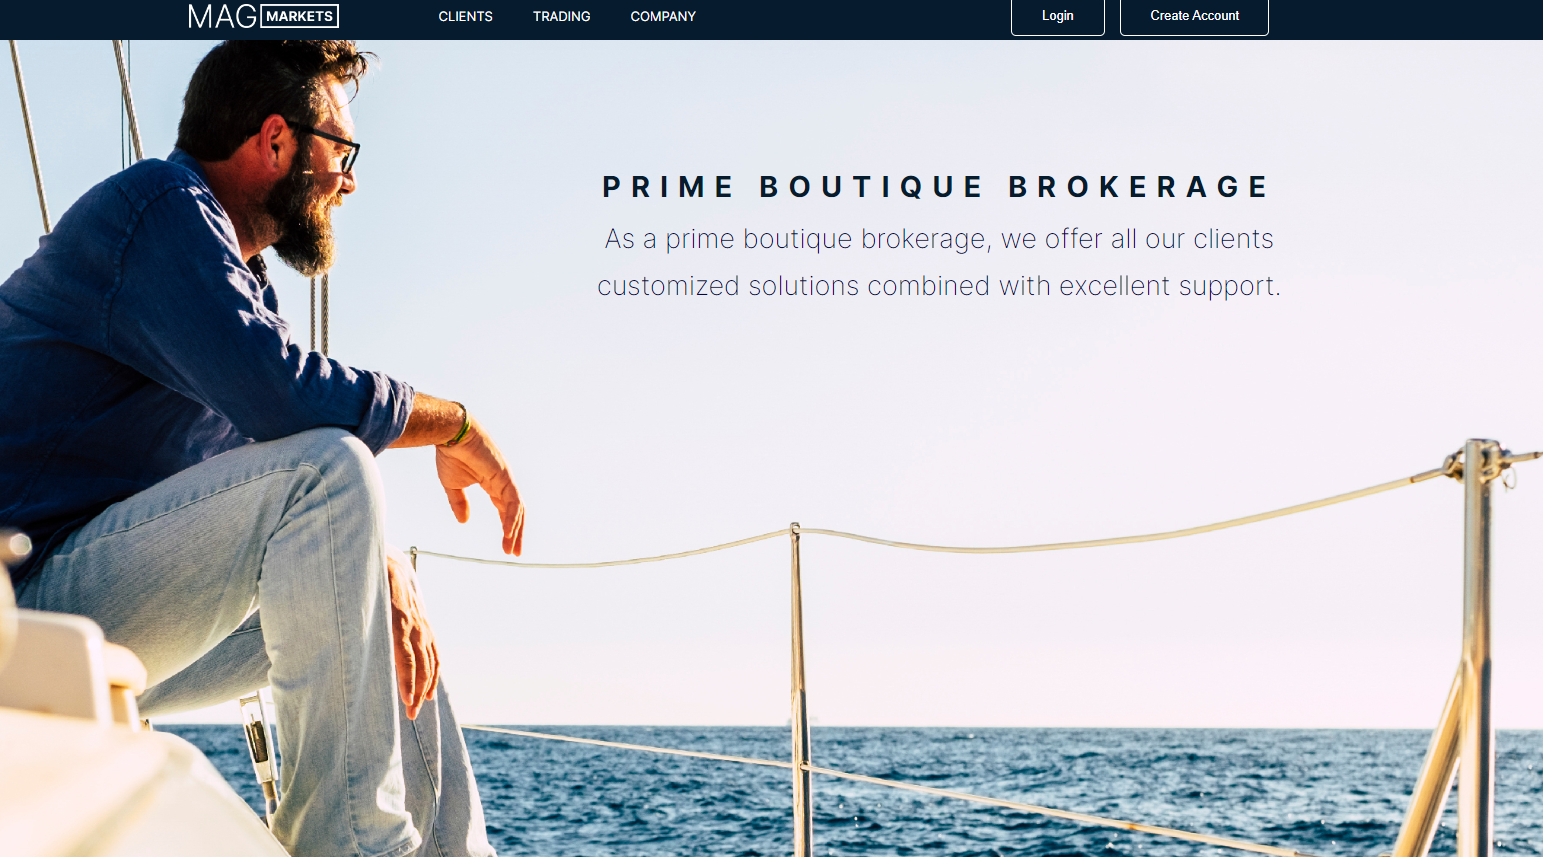 MAG MARKETS
CLIENTS TRADING COMPANY
Login Create Account
PRIME BOUTIQUE BROKERAGE
As a prime boutique brokerage, we offer all our clients
customized solutions combined with excellent support.